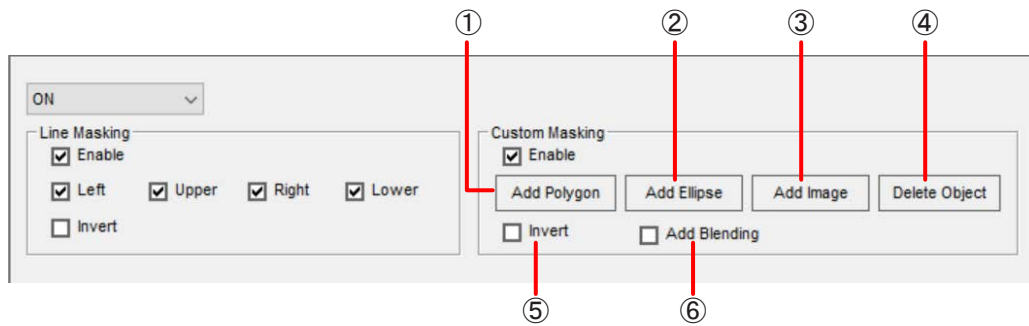 ① ② ③ ④
ON
Line Masking
Enable
Left Upper Right Lower
Invert
Custom Masking
Enable
Add Polygon Add Ellipse Add Image Delete Object
Invert Add Blending
⑤ ⑥